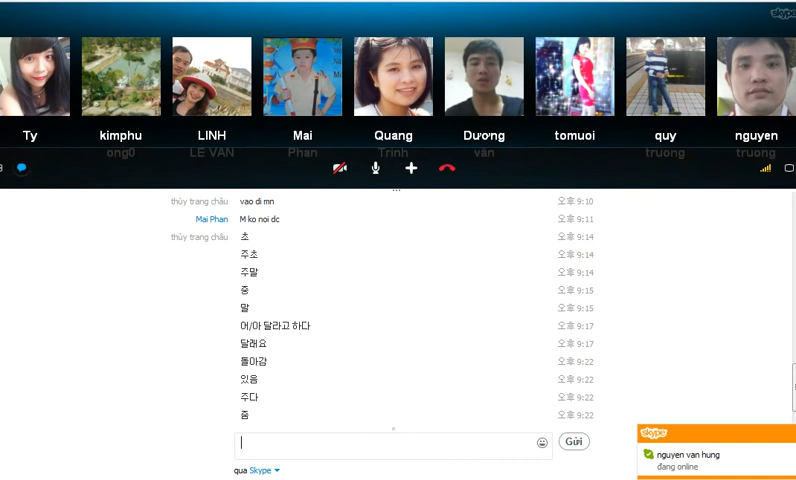 skype
Ty kimphu LINH Mai Quang Dương tomuoi quy nguyen
ong0 LE VAN Phan Trinh văn truong truong
thùy trang châu vao di mn 오후 9:10
Mai Phan M ko noi dc 오후 9:11
thùy trang châu 초 오후 9:14
주초 오후 9:14
주말 오후 9:14
중 오후 9:15
말 오후 9:15
어/아 달라고 하다 오후 9:17
달래요 오후 9:17
돌아감 오후 9:22
있음 오후 9:22
주다 오후 9:22
줌 오후 9:22
Gửi
qua Skype
skype
nguyen van hung
đang online